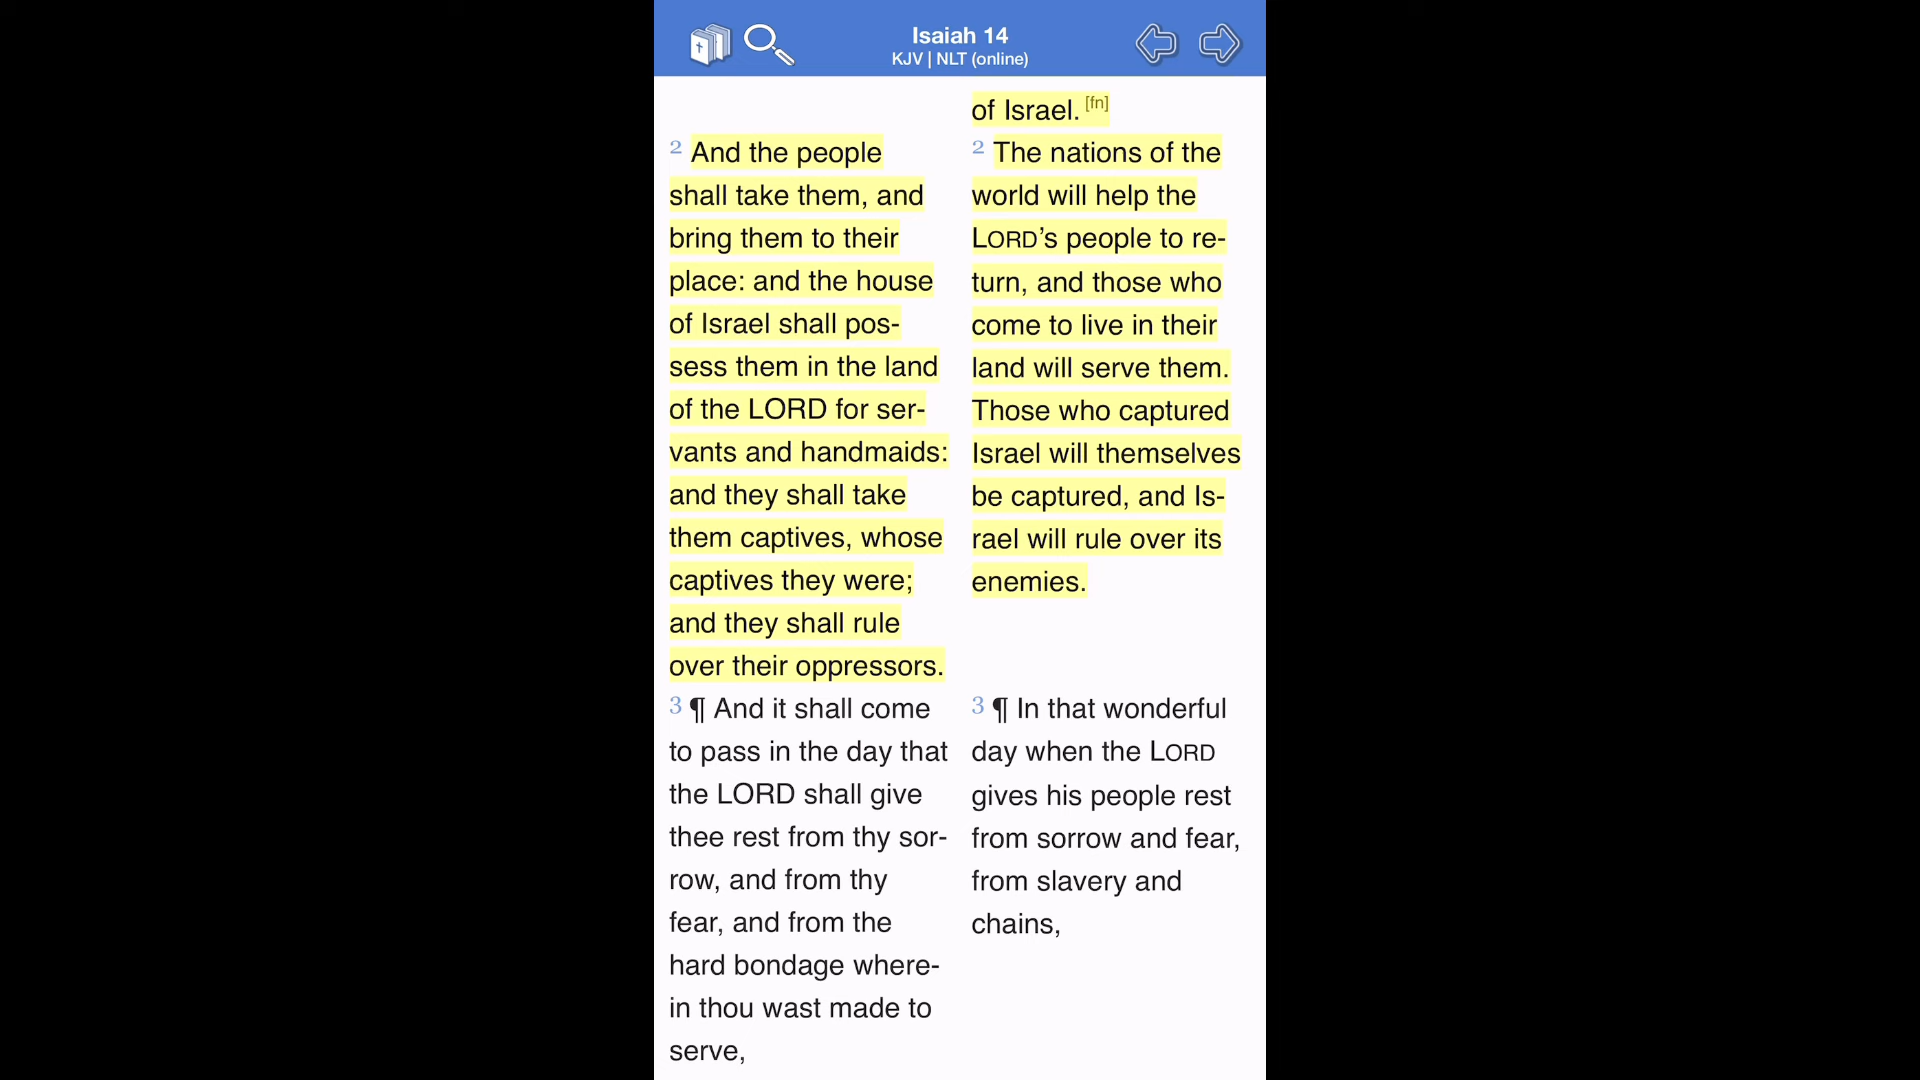 Isaiah 14
KJV | NLT (online)
of Israel. [fn]
2 And the people
shall take them, and
bring them to their
place: and the house
of Israel shall pos-
sess them in the land
of the LORD for ser-
vants and handmaids:
and they shall take
them captives, whose
captives they were;
and they shall rule
over their oppressors.
3 ¶ And it shall come
to pass in the day that
the LORD shall give
thee rest from thy sor-
row, and from thy
fear, and from the
hard bondage where-
in thou wast made to
serve,
2 The nations of the
world will help the
LORD’s people to re-
turn, and those who
come to live in their
land will serve them.
Those who captured
Israel will themselves
be captured, and Is-
rael will rule over its
enemies.
3 ¶ In that wonderful
day when the LORD
gives his people rest
from sorrow and fear,
from slavery and
chains,